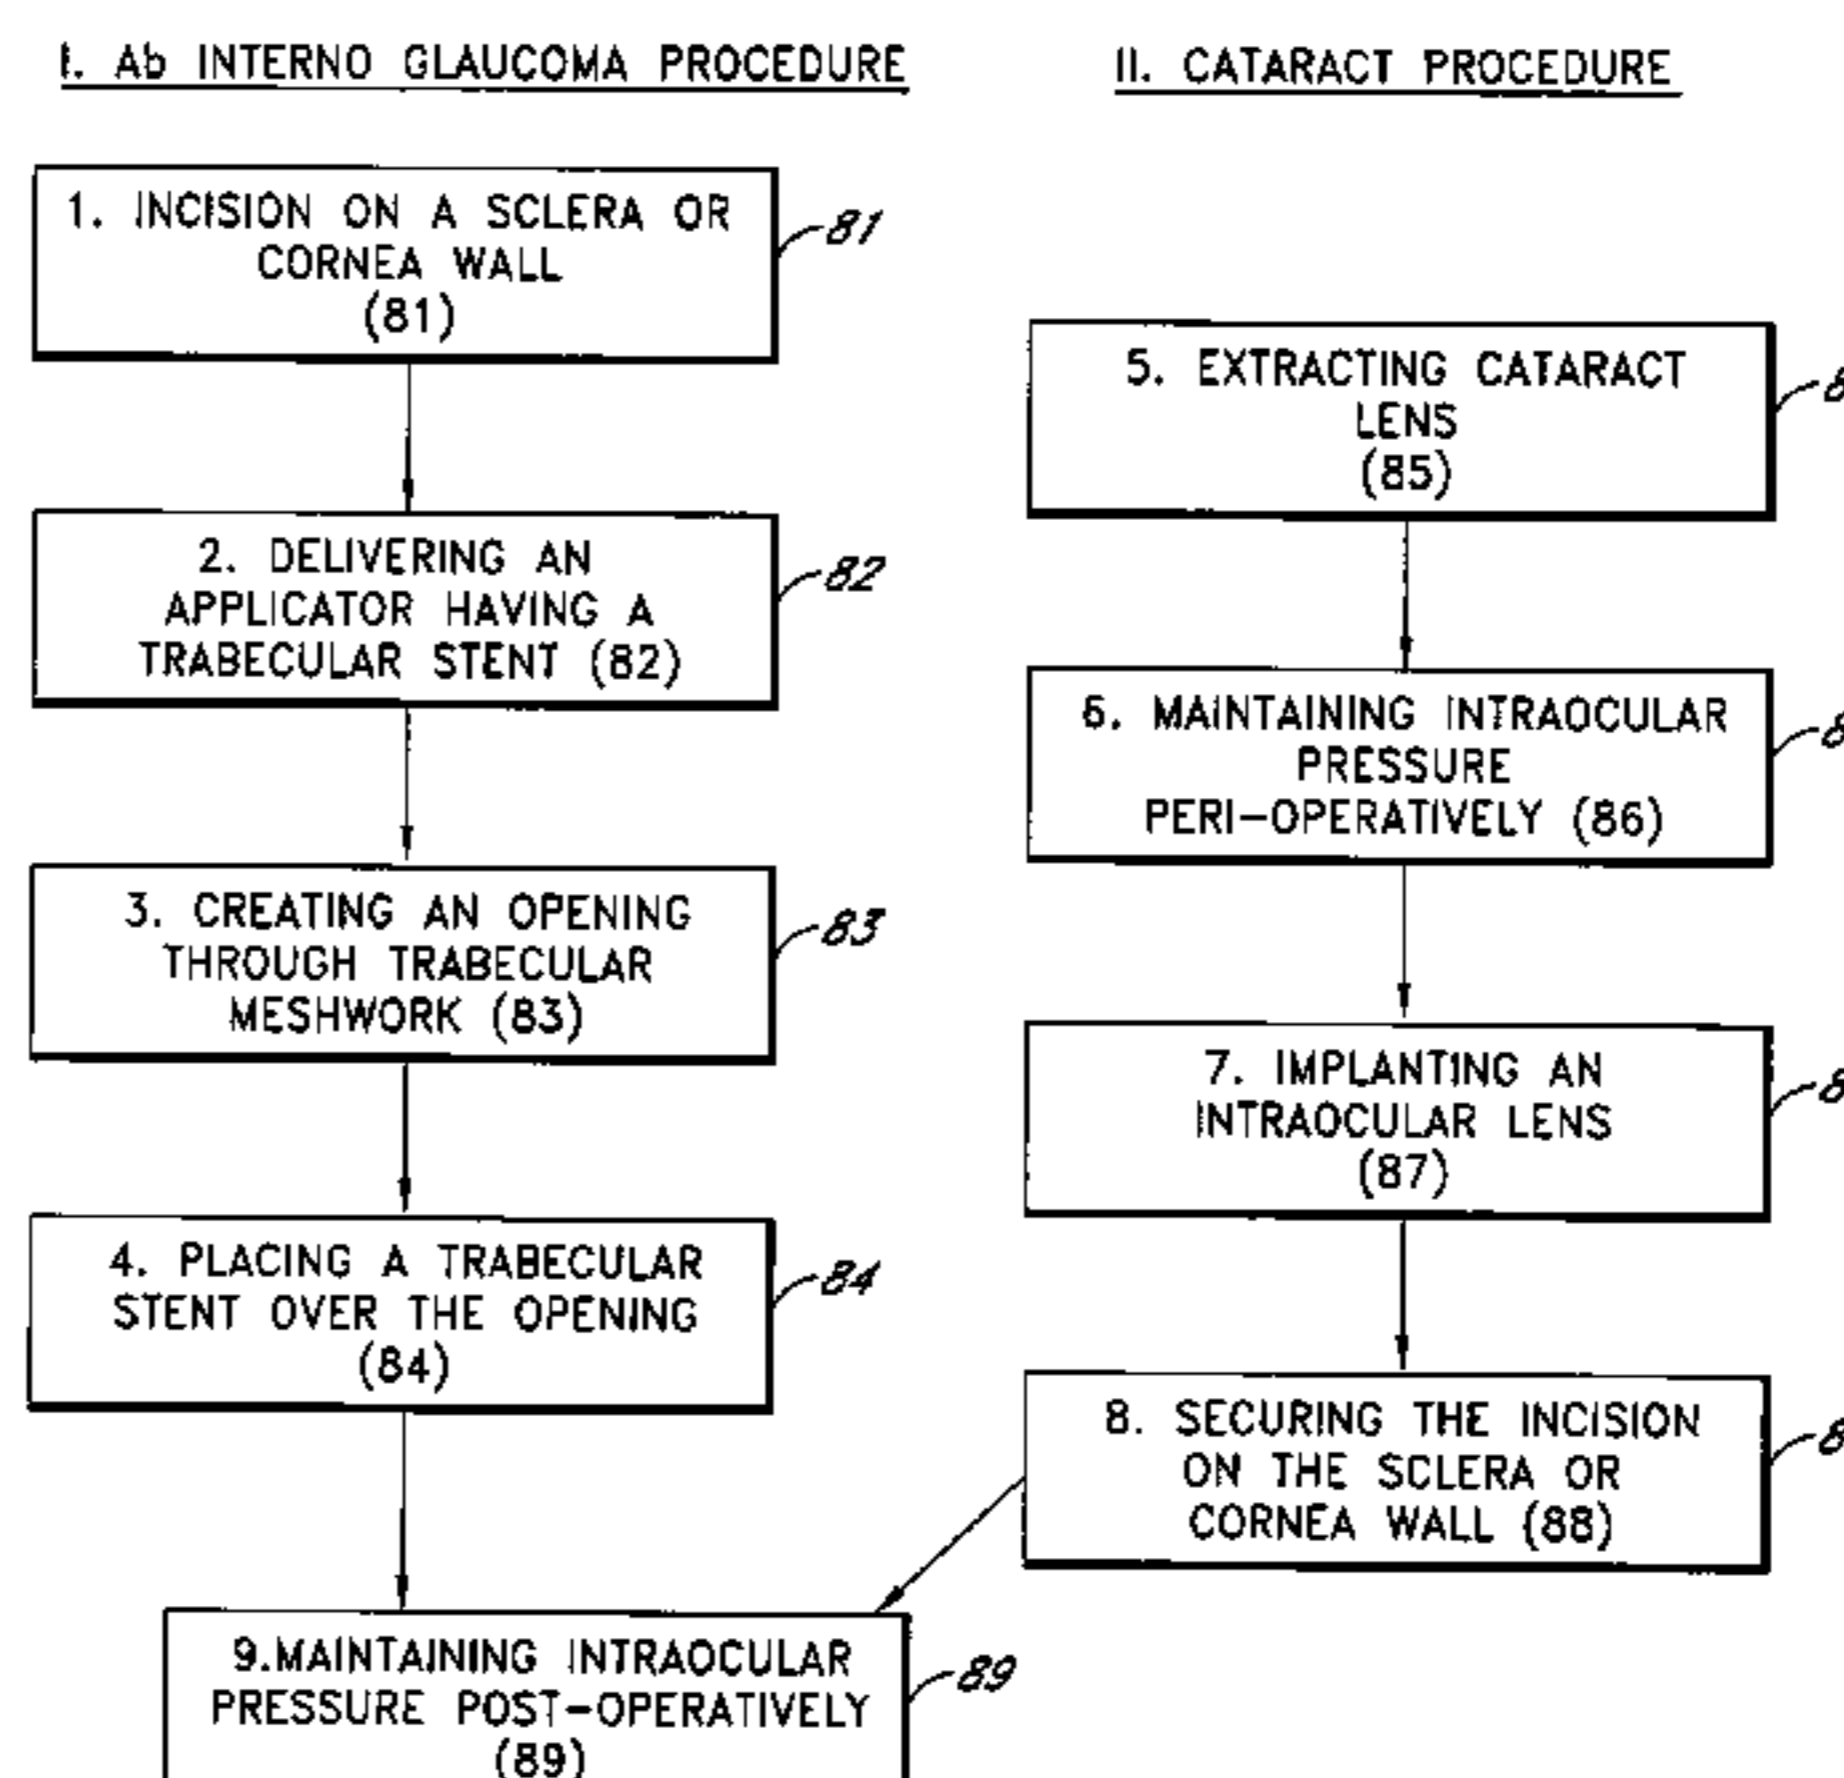 I. Ab INTERNO GLAUCOMA PROCEDURE
1. INCISION ON A SCLERA OR
CORNEA WALL
(81)
81
2. DELIVERING AN
APPLICATOR HAVING A
TRABECULAR STENT (82)
82
3. CREATING AN OPENING
THROUGH TRABECULAR
MESHWORK (83)
83
4. PLACING A TRABECULAR
STENT OVER THE OPENING
(84)
84
II. CATARACT PROCEDURE
5. EXTRACTING CATARACT
LENS
(85)
6. MAINTAINING INTRAOCULAR
PRESSURE
PERI-OPERATIVELY (86)
7. IMPLANTING AN
INTRAOCULAR LENS
(87)
8. SECURING THE INCISION
ON THE SCLERA OR
CORNEA WALL (88)
9.MAINTAINING INTRAOCULAR
PRESSURE POST-OPERATIVELY
(89)
89